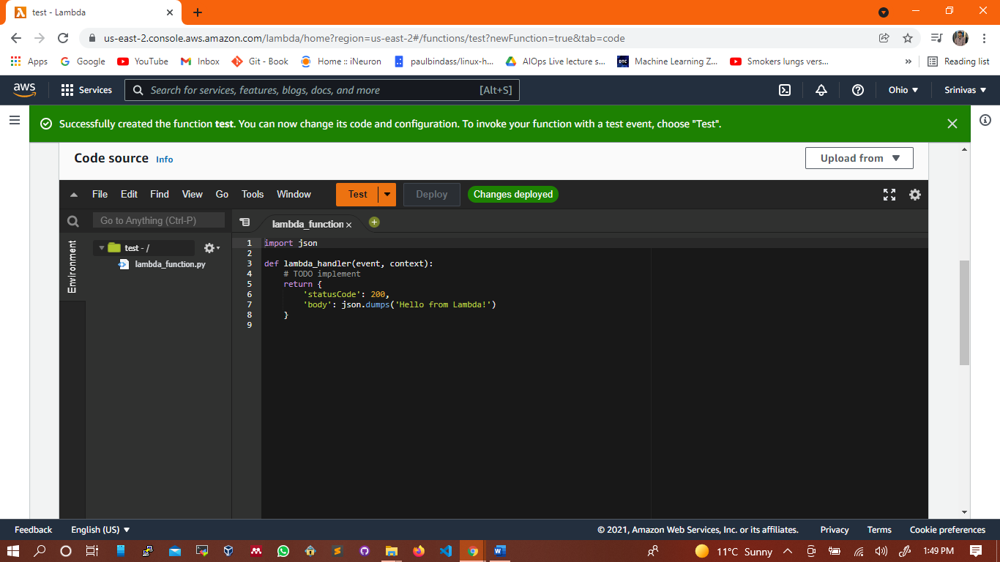 test - Lambda
us-east-2.console.aws.amazon.com/lambda/home?region=us-east-2#/functions/test?newFunction=true&tab=code
Apps Google YouTube Inbox Git - Book Home :: iNeuron paulbindass/linux-h... AIOps Live lecture s... DTC Machine Learning Z... Smokers lungs vers... » Reading list
aws Services Search for services, features, blogs, docs, and more [Alt+S] Ohio Srinivas
Successfully created the function test. You can now change its code and configuration. To invoke your function with a test event, choose "Test".
Code source Info Upload from
File Edit Find View Go Tools Window Test Deploy Changes deployed
Go to Anything (Ctrl-P) lambda_function
Environment
test - /
lambda_function.py
1 import json
2
3 def lambda_handler(event, context):
4 # TODO implement
5 return {
6 'statusCode': 200,
7 'body': json.dumps('Hello from Lambda!')
8 }
9
Feedback English (US) © 2021, Amazon Web Services, Inc. or its affiliates. Privacy Terms Cookie preferences
11°C Sunny 1:49 PM